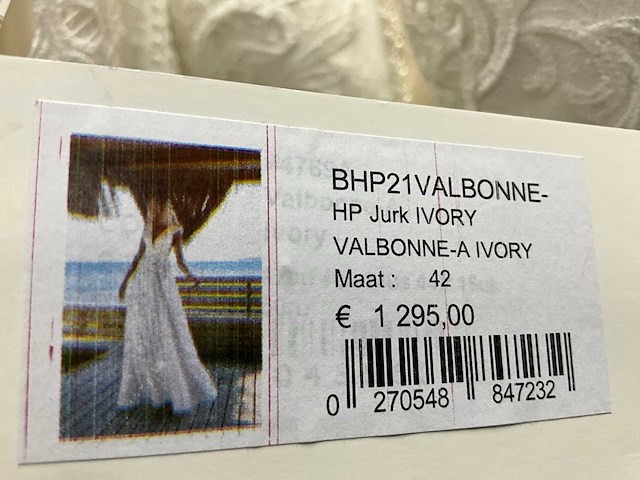 BHP21VALBONNE-
HP Jurk IVORY
VALBONNE-A IVORY
Maat : 42
€ 1 295,00
0 270548 847232